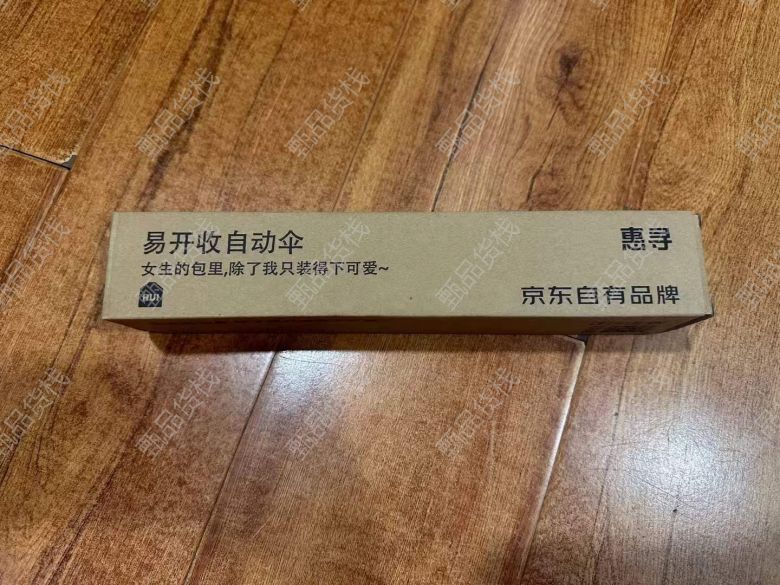 易开收自动伞
女生的包里,除了我只装得下可爱~
HUI
惠寻
京东自有品牌
甄品货栈